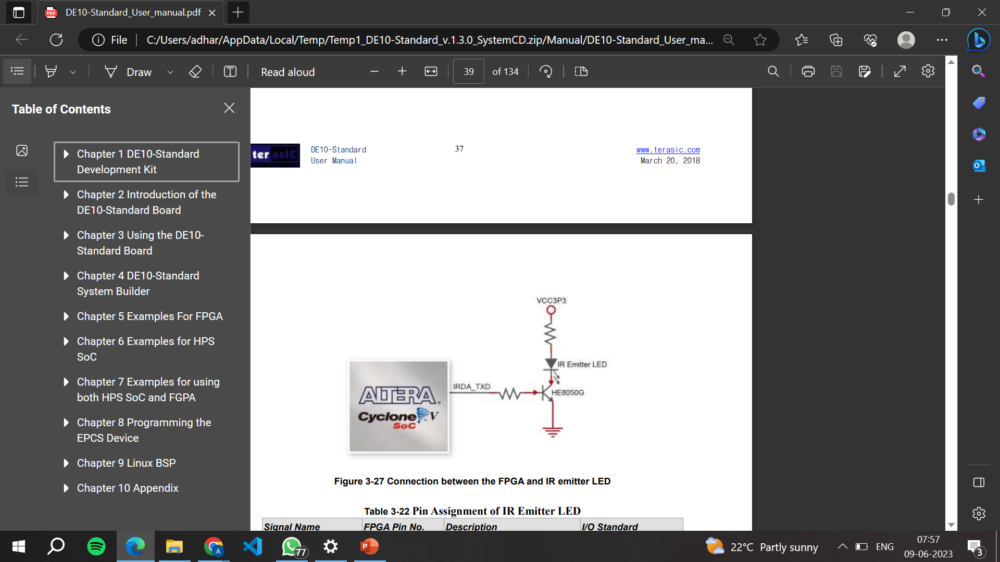 DE10-Standard_User_manual.pdf
File
C:/Users/adhar/AppData/Local/Temp/Temp1_DE10-Standard_v.1.3.0_SystemCD.zip/Manual/DE10-Standard_User_ma...
Draw
Read aloud
39
of 134
Table of Contents
Chapter 1 DE10-Standard
Development Kit
Chapter 2 Introduction of the
DE10-Standard Board
Chapter 3 Using the DE10-
Standard Board
Chapter 4 DE10-Standard
System Builder
Chapter 5 Examples For FPGA
Chapter 6 Examples for HPS
SoC
Chapter 7 Examples for using
both HPS SoC and FGPA
Chapter 8 Programming the
EPCS Device
Chapter 9 Linux BSP
Chapter 10 Appendix
terasic
DE10-Standard
User Manual
37
www.terasic.com
March 20, 2018
VCC3P3
IR Emitter LED
IRDA_TXD
HE8050G
ALTERA
Cyclone V
SoC
Figure 3-27 Connection between the FPGA and IR emitter LED
Table 3-22 Pin Assignment of IR Emitter LED
Signal Name FPGA Pin No. Description I/O Standard
77
22°C Partly sunny
ENG
07:57
09-06-2023
3